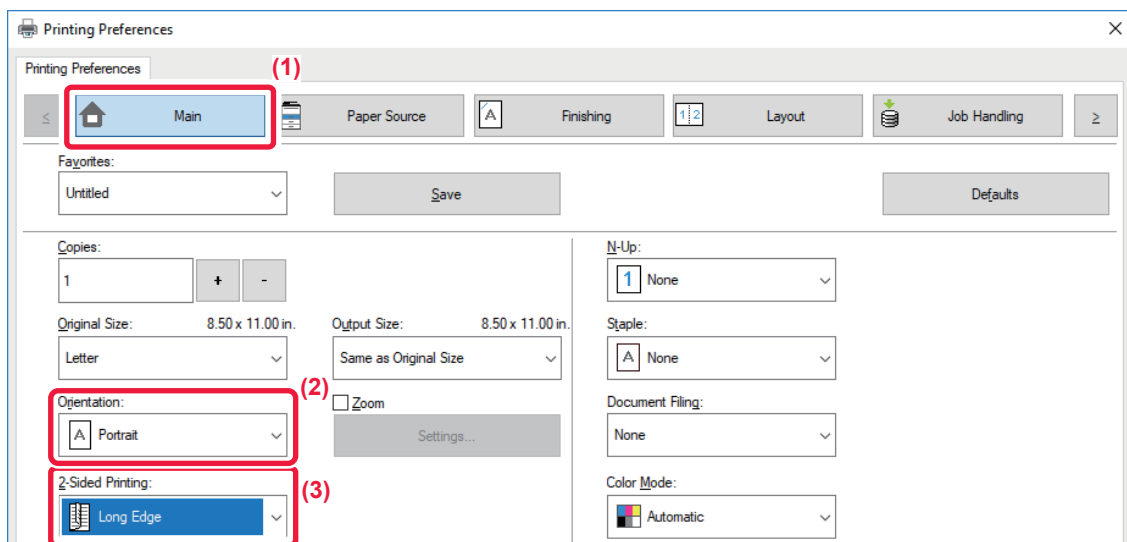 Printing Preferences
Printing Preferences
(1)
Main
Paper Source
A
Finishing
1 2
Layout
Job Handling
<
>
Favorites:
Untitled
Save
Defaults
Copies:
1
+
-
N-Up:
1 None
Original Size: 8.50 x 11.00 in.
Output Size: 8.50 x 11.00 in.
Staple:
Letter
Same as Original Size
A None
(2)
Orientation:
Zoom
Document Filing:
A Portrait
Settings...
None
2-Sided Printing:
(3)
Color Mode:
Long Edge
Automatic